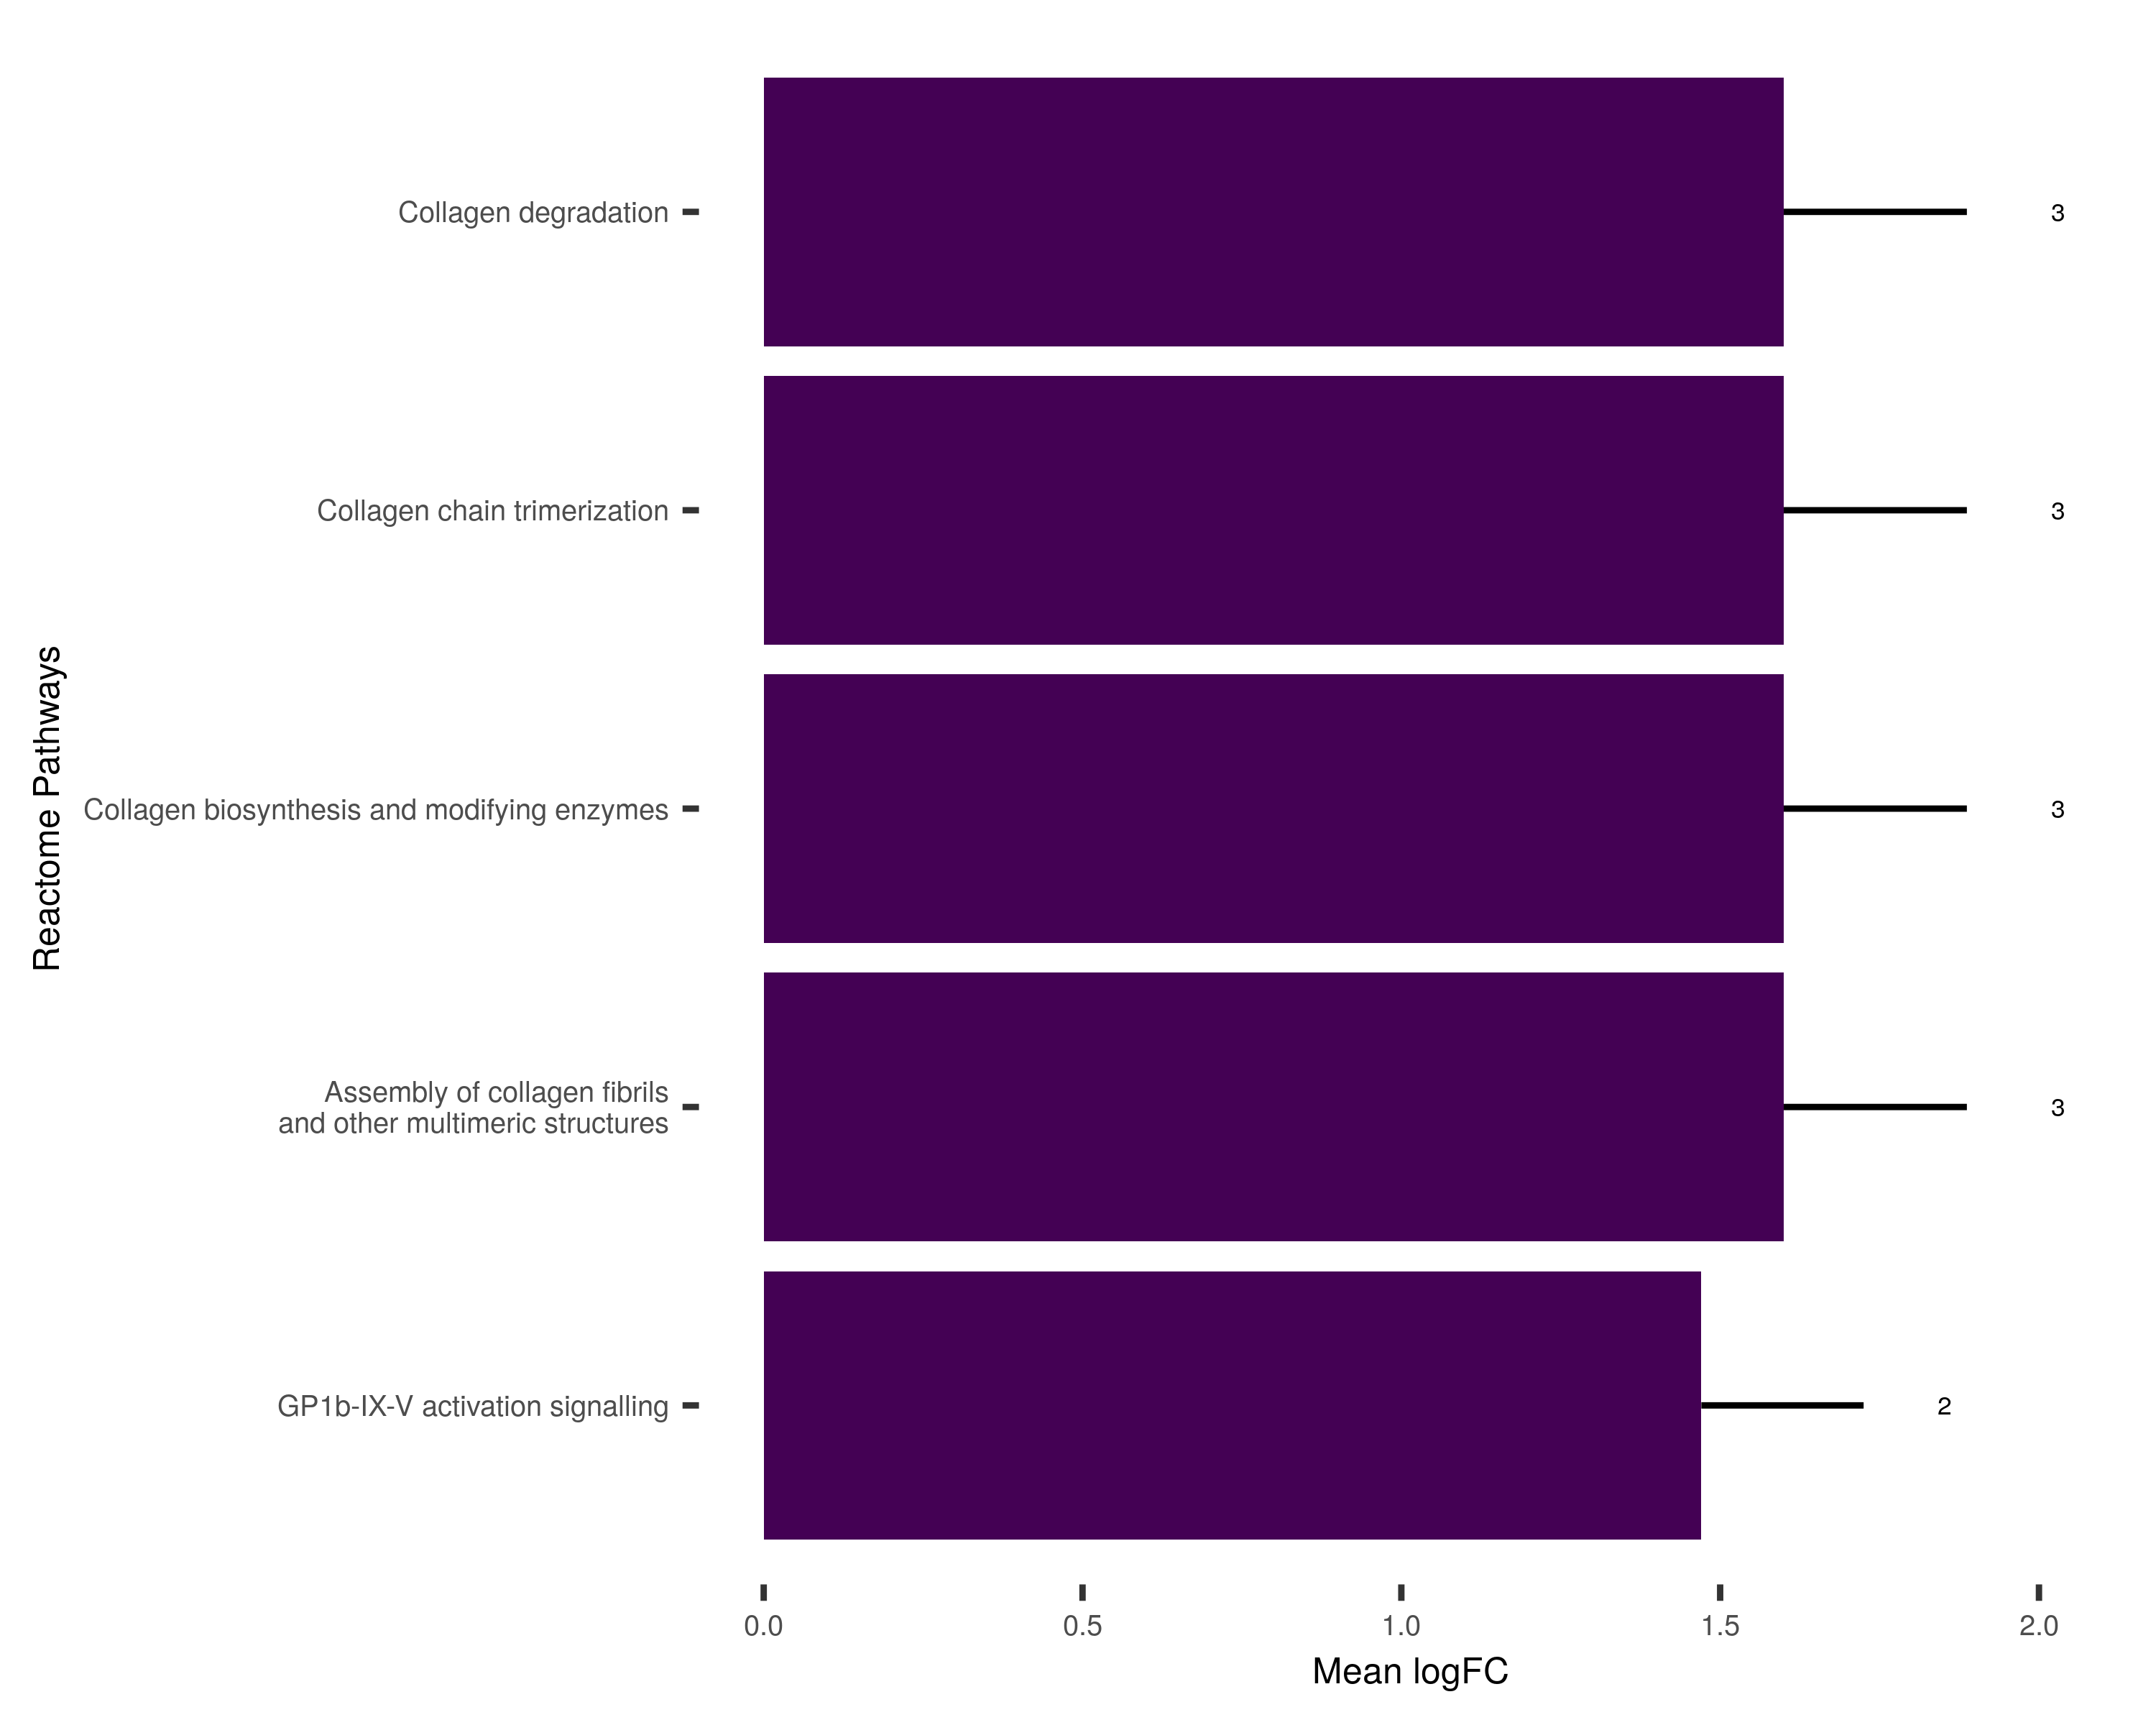 Reactome Pathways
Collagen degradation
3
Collagen chain trimerization
3
Collagen biosynthesis and modifying enzymes
3
Assembly of collagen fibrils
and other multimeric structures
3
GP1b-IX-V activation signalling
2
0.0 0.5 1.0 1.5 2.0
Mean logFC